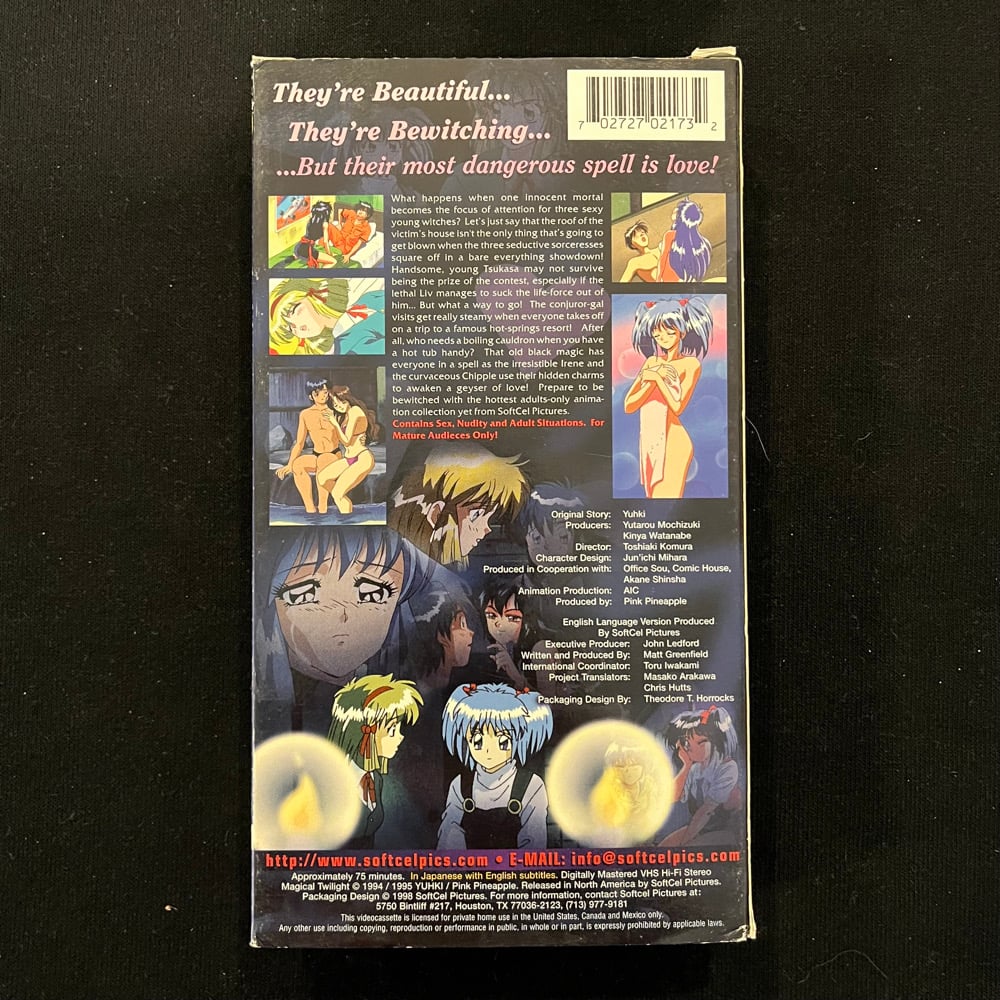 They're Beautiful...
They're Bewitching...
...But their most dangerous spell is love!
7 02727 02173 2
What happens when one innocent mortal
becomes the focus of attention for three sexy
young witches? Let's just say that the roof of the
victim's house isn't the only thing that's going to
get blown when the three seductive sorceresses
square off in a bare everything showdown!
Handsome, young Tsukasa may not survive
being the prize of the contest, especially if the
lethal Liv manages to suck the life-force out of
him... But what a way to go! The conjuror-gal
visits get really steamy when everyone takes off
on a trip to a famous hot-springs resort! After
all, who needs a boiling cauldron when you have
a hot tub handy? That old black magic has
everyone in a spell as the irresistible Irene and
the curvaceous Chipple use their hidden charms
to awaken a geyser of love! Prepare to be
bewitched with the hottest adults-only anima-
tion collection yet from SoftCel Pictures.
Contains Sex, Nudity and Adult Situations. For
Mature Audieces Only!
Original Story: Yuhki
Producers: Yutarou Mochizuki
Kinya Watanabe
Director: Toshiaki Komura
Character Design: Jun'ichi Mihara
Produced in Cooperation with: Office Sou, Comic House,
Akane Shinsha
Animation Production: AIC
Produced by: Pink Pineapple
English Language Version Produced
By SoftCel Pictures
Executive Producer: John Ledford
Written and Produced By: Matt Greenfield
International Coordinator: Toru Iwakami
Project Translators: Masako Arakawa
Chris Hutts
Packaging Design By: Theodore T. Horrocks
http://www.softcelpics.com • E-MAIL: info@softcelpics.com
Approximately 75 minutes. In Japanese with English subtitles. Digitally Mastered VHS Hi-Fi Stereo
Magical Twilight © 1994 / 1995 YUHKI / Pink Pineapple. Released in North America by SoftCel Pictures.
Packaging Design © 1998 SoftCel Pictures. For more information, contact Softcel Pictures at:
5750 Bintliff #217, Houston, TX 77036-2123, (713) 977-9181
This videocassette is licensed for private home use in the United States, Canada and Mexico only.
Any other use including copying, reproduction or performance in public, in whole or in part, is expressly prohibited by applicable laws.